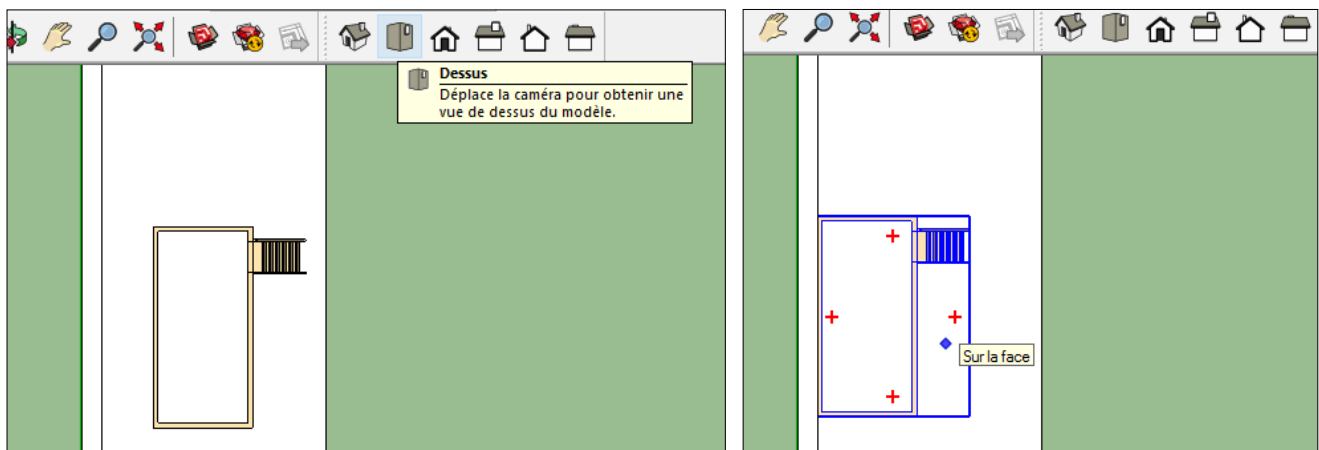 Dessus
Déplace la caméra pour obtenir une
vue de dessus du modèle.
Sur la face